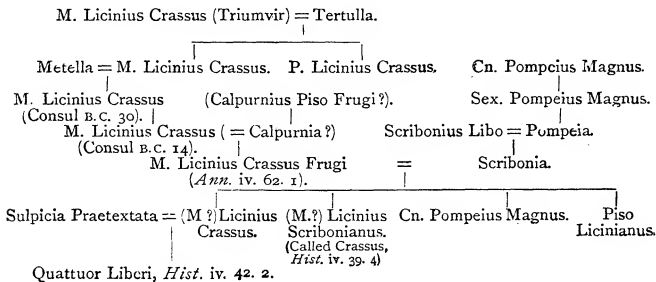 M. Licinius Crassus (Triumvir) = Tertulla.
Metella = M. Licinius Crassus. P. Licinius Crassus. Cn. Pompeius Magnus.
M. Licinius Crassus (Calpurnius Piso Frugi ?). Sex. Pompeius Magnus.
(Consul B.C. 30).
M. Licinius Crassus ( = Calpurnia ?) Scribonius Libo = Pompeia.
(Consul B.C. 14).
M. Licinius Crassus Frugi = Scribonia.
(Ann. iv. 62. 1).
Sulpicia Praetextata = (M ?) Licinius (M.?) Licinius Cn. Pompeius Magnus. Piso
Crassus. Scribonianus. Licinianus.
(Called Crassus,
Hist. iv. 39. 4)
Quattuor Liberi, Hist. iv. 42. 2.